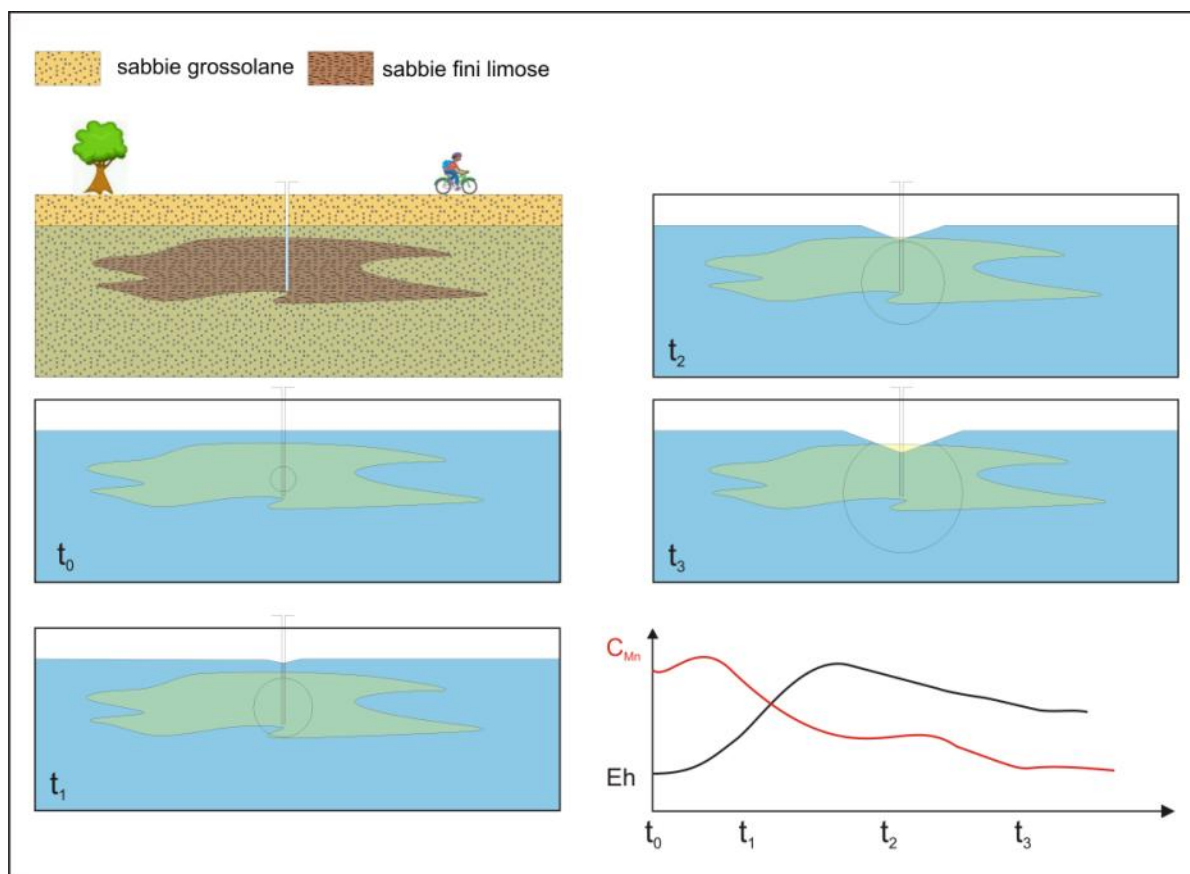 sabbie grossolane
sabbie fini limose
t2
t0
t3
t1
CMn
Eh
t0 t1 t2 t3